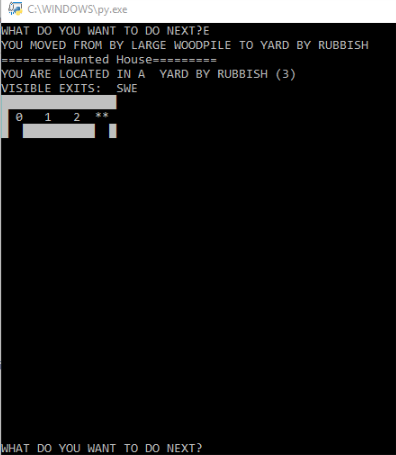 C:\WINDOWS\py.exe
WHAT DO YOU WANT TO DO NEXT?E
YOU MOVED FROM BY LARGE WOODPILE TO YARD BY RUBBISH
========Haunted House=========
YOU ARE LOCATED IN A  YARD BY RUBBISH (3)
VISIBLE EXITS:  SWE
0   1   2  **
WHAT DO YOU WANT TO DO NEXT?